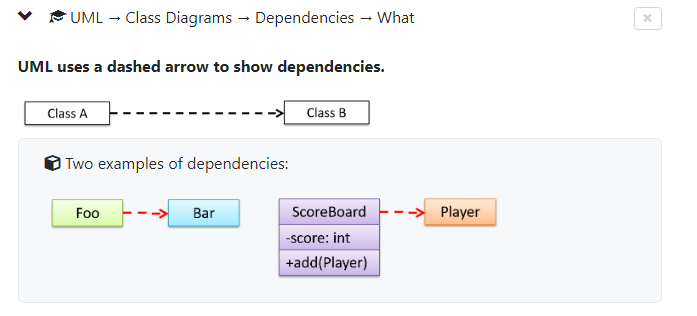 UML → Class Diagrams → Dependencies → What
×
UML uses a dashed arrow to show dependencies.
Class A
Class B
Two examples of dependencies:
Foo
Bar
ScoreBoard
-score: int
+add(Player)
Player